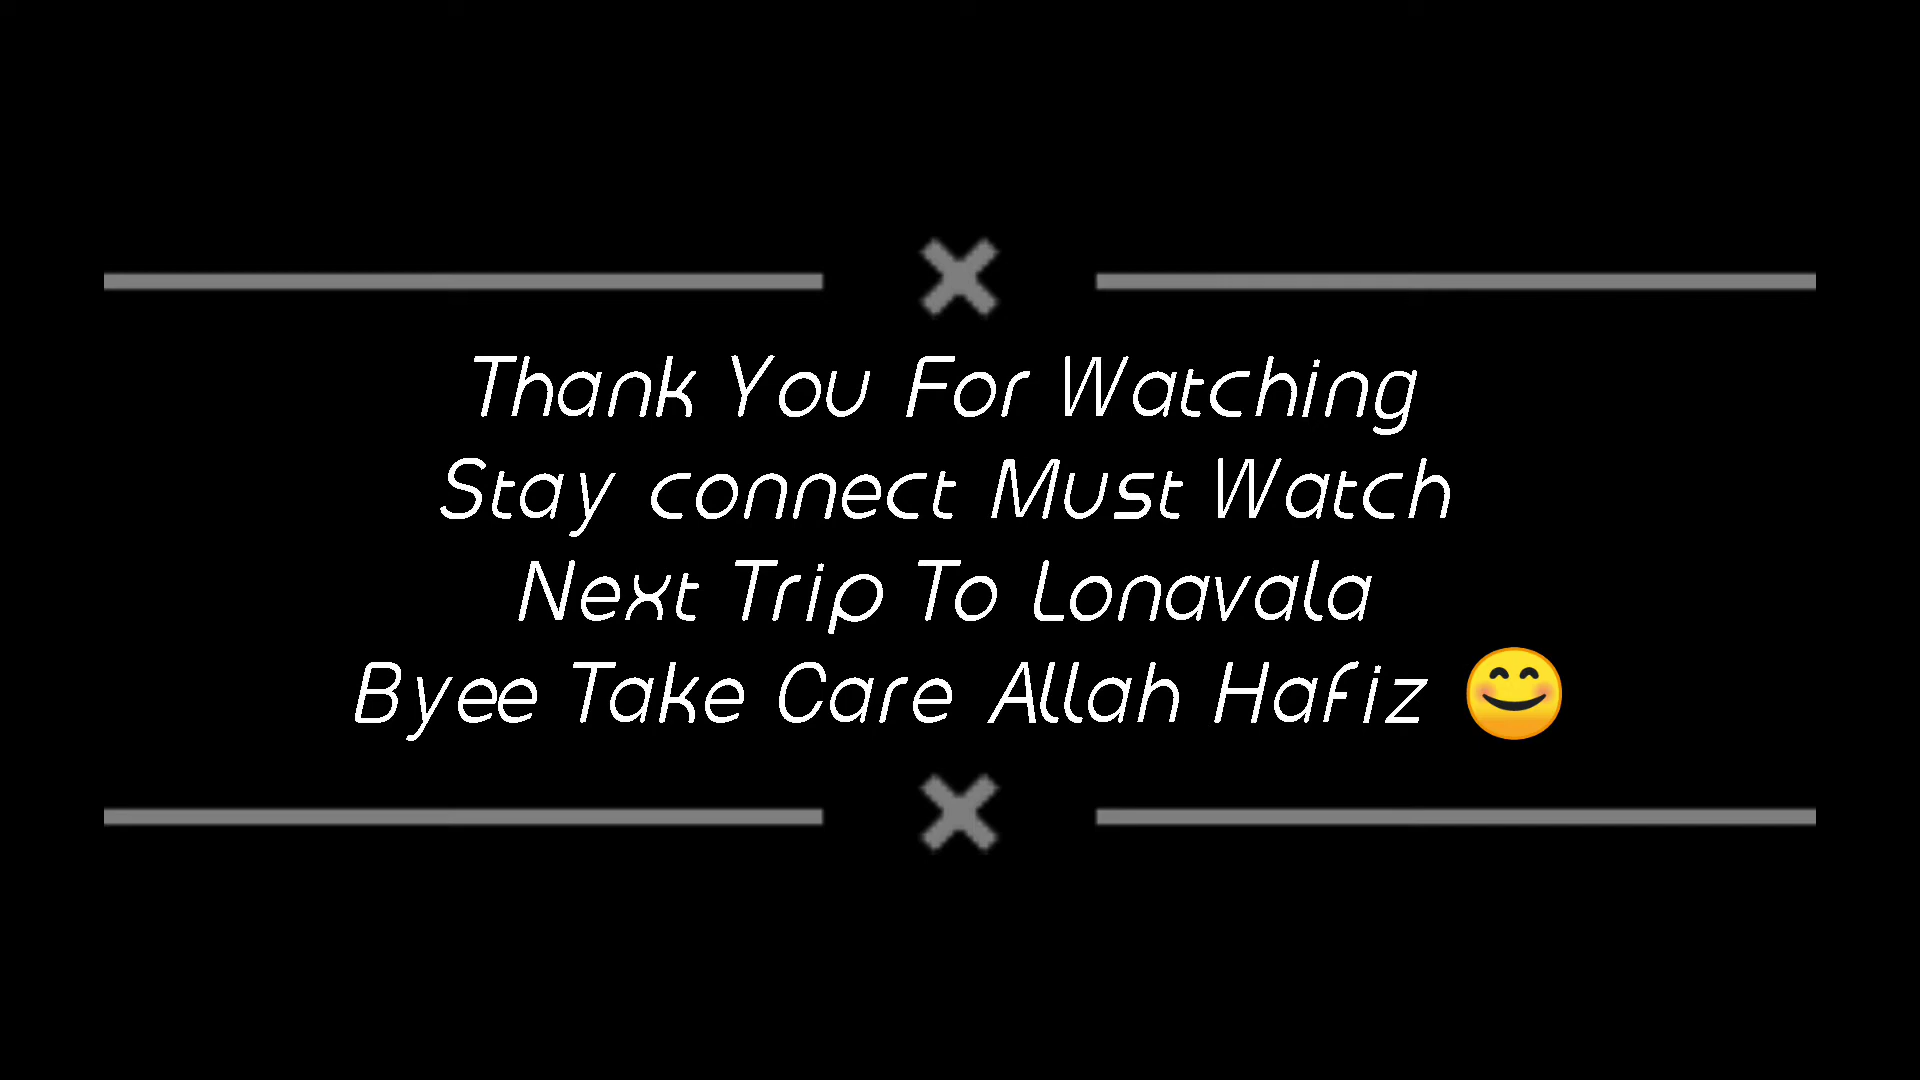 Thank You For Watching
Stay connect Must Watch
Next Trip To Lonavala
Byee Take Care Allah Hafiz 😊